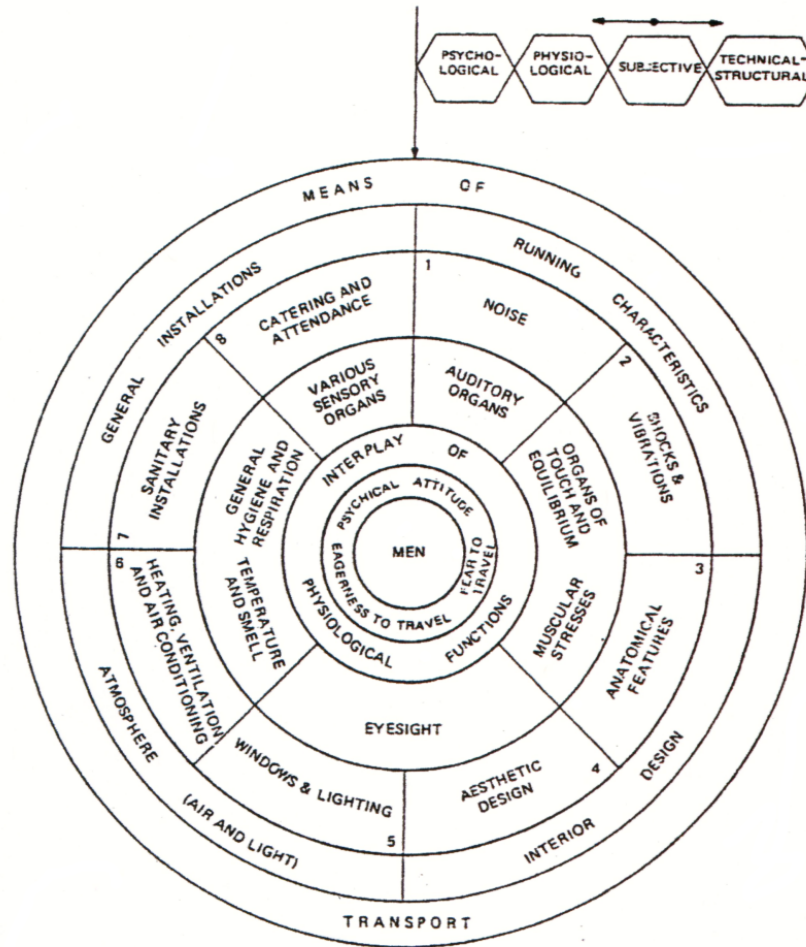 PSYCHO-
LOGICAL
PHYSIO-
LOGICAL
SUBJECTIVE
TECHNICAL-
STRUCTURAL
MEANS OF
TRANSPORT
GENERAL INSTALLATIONS
RUNNING CHARACTERISTICS
INTERIOR DESIGN
ATMOSPHERE
(AIR AND LIGHT)
1
NOISE
2
SHOCKS &
VIBRATIONS
3
ANATOMICAL
FEATURES
4
AESTHETIC
DESIGN
5
WINDOWS & LIGHTING
6
HEATING, VENTILATION
AND AIR CONDITIONING
7
SANITARY
INSTALLATIONS
8
CATERING AND
ATTENDANCE
AUDITORY
ORGANS
ORGANS OF
TOUCH AND
EQUILIBRIUM
MUSCULAR
STRESSES
EYESIGHT
TEMPERATURE
AND SMELL
GENERAL
HYGIENE AND
RESPIRATION
VARIOUS
SENSORY
ORGANS
INTERPLAY OF
PHYSIOLOGICAL FUNCTIONS
PSYCHICAL ATTITUDE
FEAR TO
TRAVEL
EAGERNESS TO TRAVEL
MEN